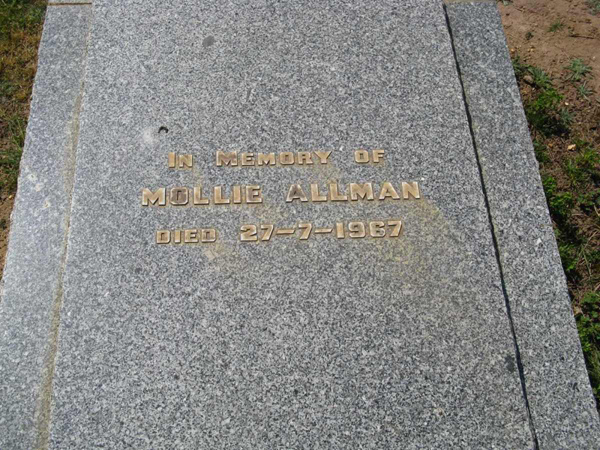 IN MEMORY OF
MOLLIE ALLMAN
DIED 27-7-1967